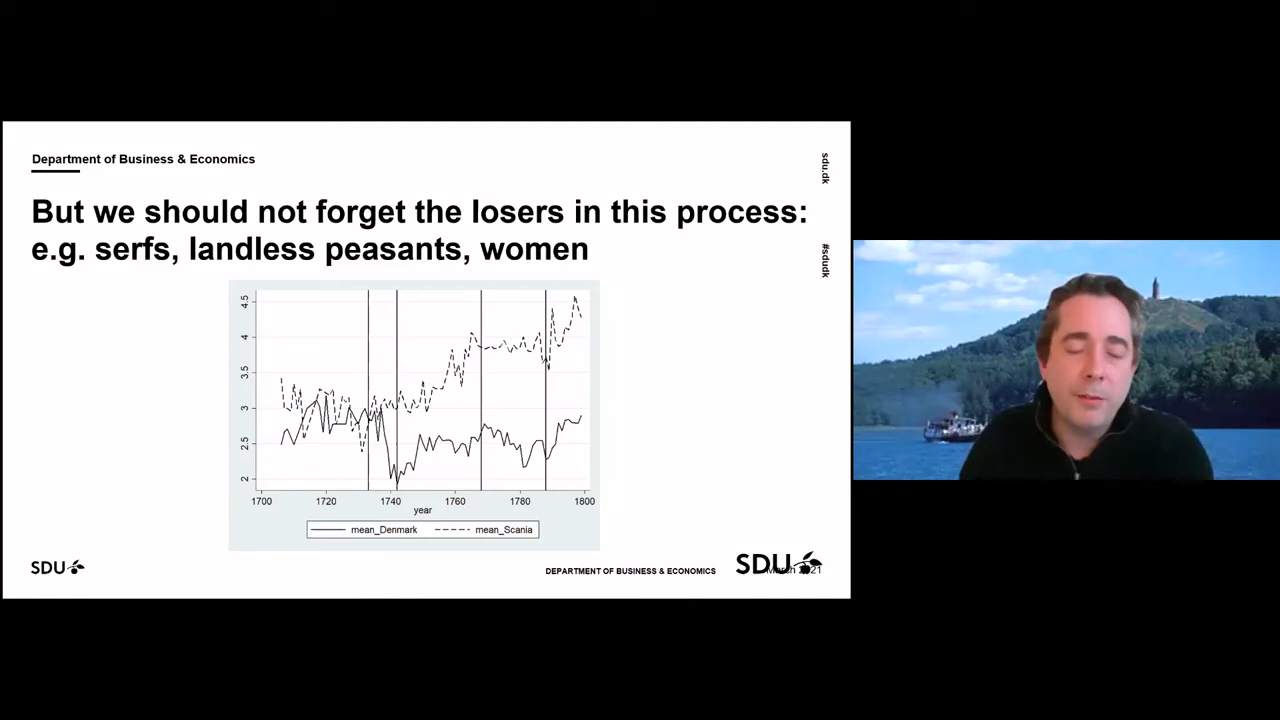 Department of Business & Economics
sdu.dk
But we should not forget the losers in this process:
e.g. serfs, landless peasants, women
#sdudk
4.5
4
3.5
3
2.5
2
1700 1720 1740 1760 1780 1800
year
mean_Denmark mean_Scania
SDU
DEPARTMENT OF BUSINESS & ECONOMICS
SDU